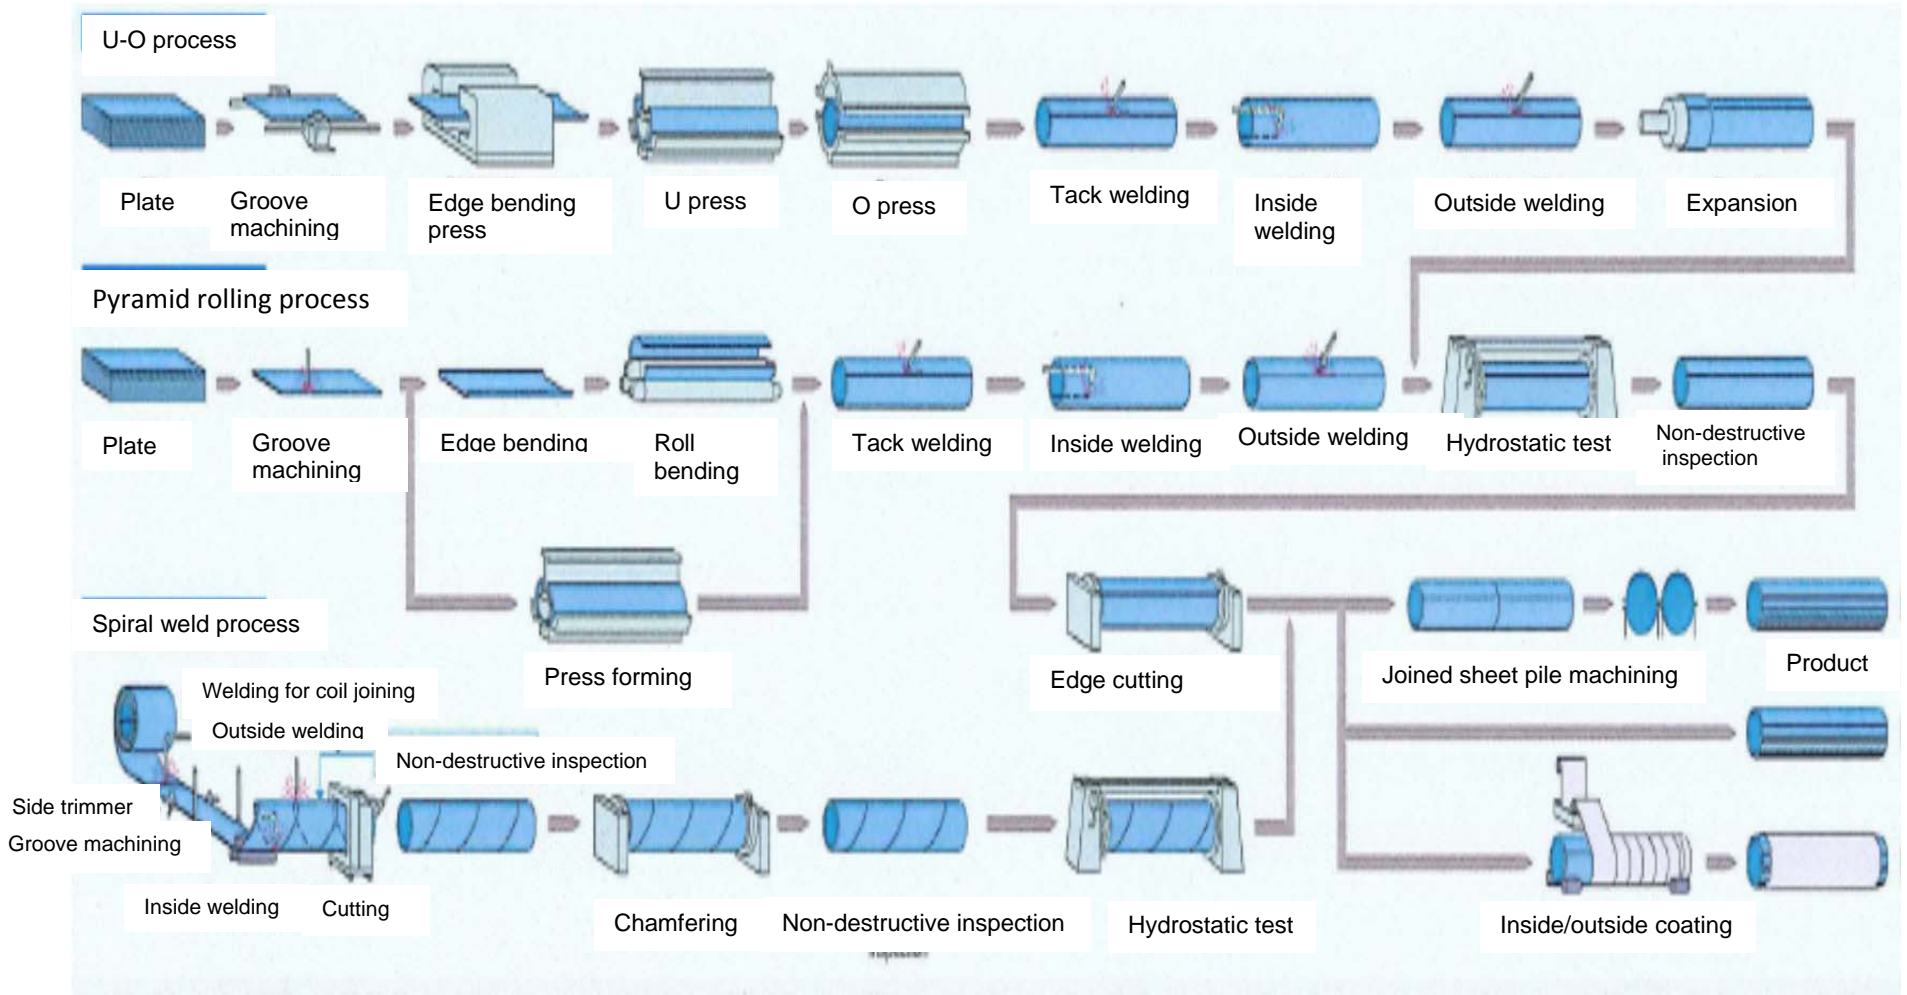 U-O process
Plate
Groove
machining
Edge bending
press
U press
O press
Tack welding
Inside
welding
Outside welding
Expansion
Pyramid rolling process
Plate
Groove
machining
Edge bending
Roll
bending
Tack welding
Inside welding
Outside welding
Hydrostatic test
Non-destructive
inspection
Press forming
Edge cutting
Joined sheet pile machining
Product
Spiral weld process
Welding for coil joining
Outside welding
Non-destructive inspection
Side trimmer
Groove machining
Inside welding
Cutting
Chamfering
Non-destructive inspection
Hydrostatic test
Inside/outside coating